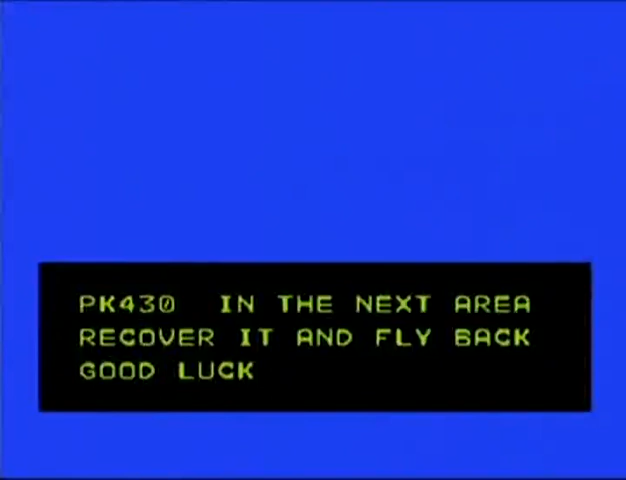 PK430  IN THE NEXT AREA
RECOVER IT AND FLY BACK
GOOD LUCK